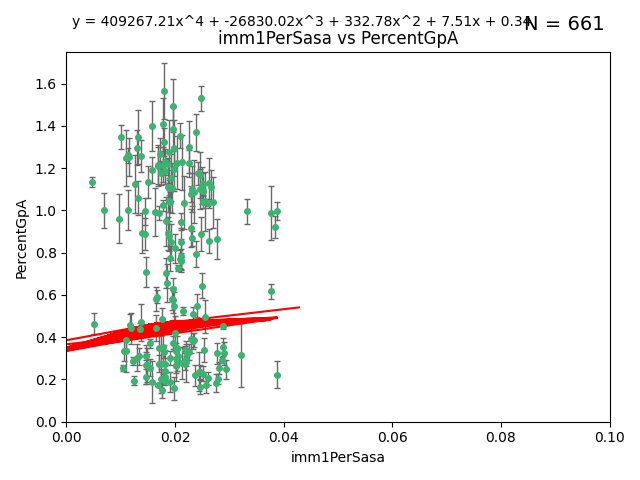 y = 409267.21x^4 + -26830.02x^3 + 332.78x^2 + 7.51x + 0.34
N = 661
imm1PerSasa vs PercentGpA
PercentGpA
1.6
1.4
1.2
1.0
0.8
0.6
0.4
0.2
0.0
0.00 0.02 0.04 0.06 0.08 0.10
imm1PerSasa